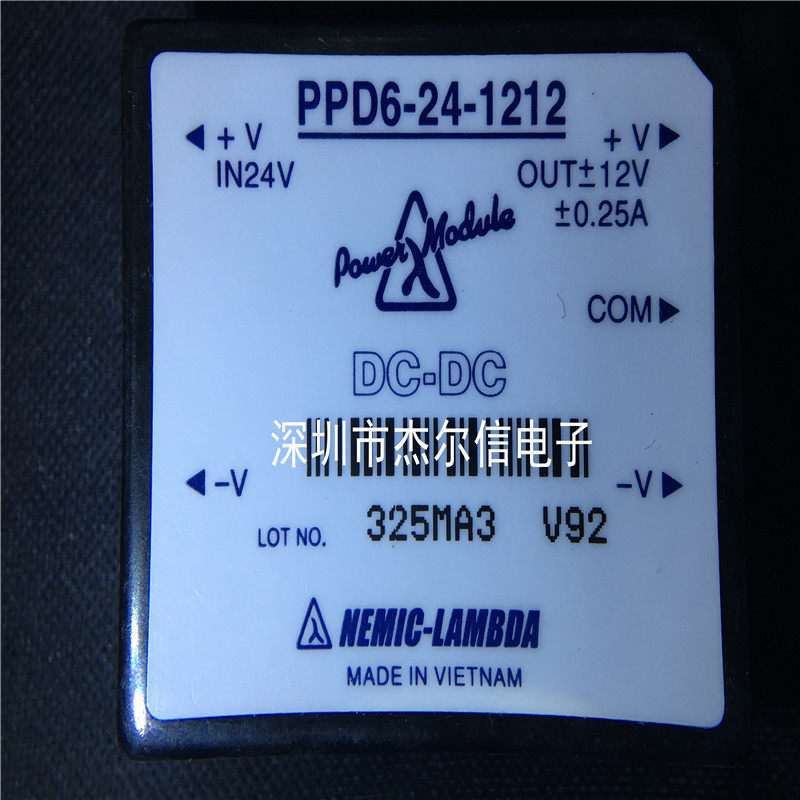 PPD6-24-1212
+ V
+ V
IN24V
OUT±12V
±0.25A
Power Module
λ
COM
DC-DC
深圳市杰尔信电子
-V
-V
LOT NO. 325MA3 V92
λ NEMIC-LAMBDA
MADE IN VIETNAM